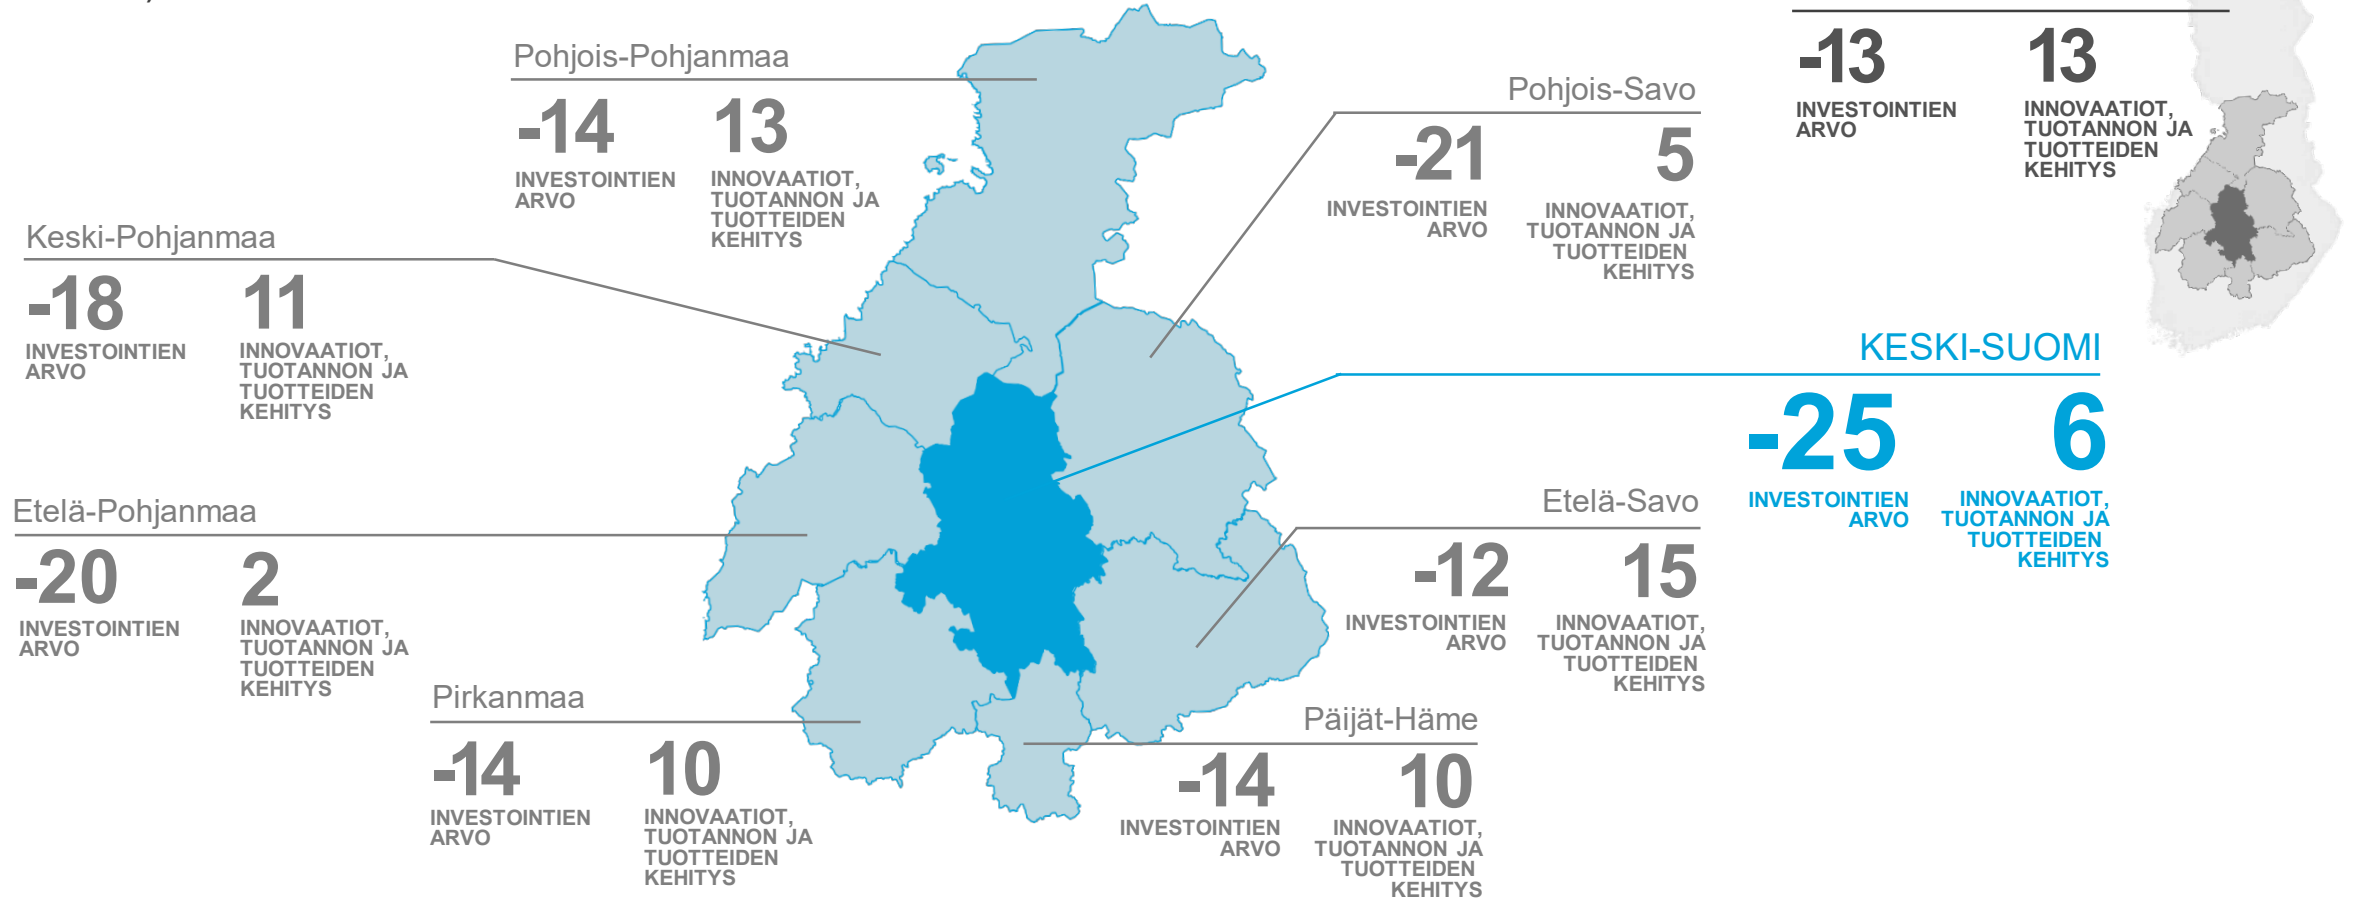 Pohjois-Pohjanmaa
-14 13
INVESTOINTIEN
ARVO
INNOVAATIOT,
TUOTANNON JA
TUOTTEIDEN
KEHITYS
Pohjois-Savo
-21 5
INVESTOINTIEN
ARVO
INNOVAATIOT,
TUOTANNON JA
TUOTTEIDEN
KEHITYS
-13 13
INVESTOINTIEN
ARVO
INNOVAATIOT,
TUOTANNON JA
TUOTTEIDEN
KEHITYS
Keski-Pohjanmaa
-18 11
INVESTOINTIEN
ARVO
INNOVAATIOT,
TUOTANNON JA
TUOTTEIDEN
KEHITYS
KESKI-SUOMI
-25 6
INVESTOINTIEN
ARVO
INNOVAATIOT,
TUOTANNON JA
TUOTTEIDEN
KEHITYS
Etelä-Pohjanmaa
-20 2
INVESTOINTIEN
ARVO
INNOVAATIOT,
TUOTANNON JA
TUOTTEIDEN
KEHITYS
Etelä-Savo
-12 15
INVESTOINTIEN
ARVO
INNOVAATIOT,
TUOTANNON JA
TUOTTEIDEN
KEHITYS
Pirkanmaa
-14 10
INVESTOINTIEN
ARVO
INNOVAATIOT,
TUOTANNON JA
TUOTTEIDEN
KEHITYS
Päijät-Häme
-14 10
INVESTOINTIEN
ARVO
INNOVAATIOT,
TUOTANNON JA
TUOTTEIDEN
KEHITYS